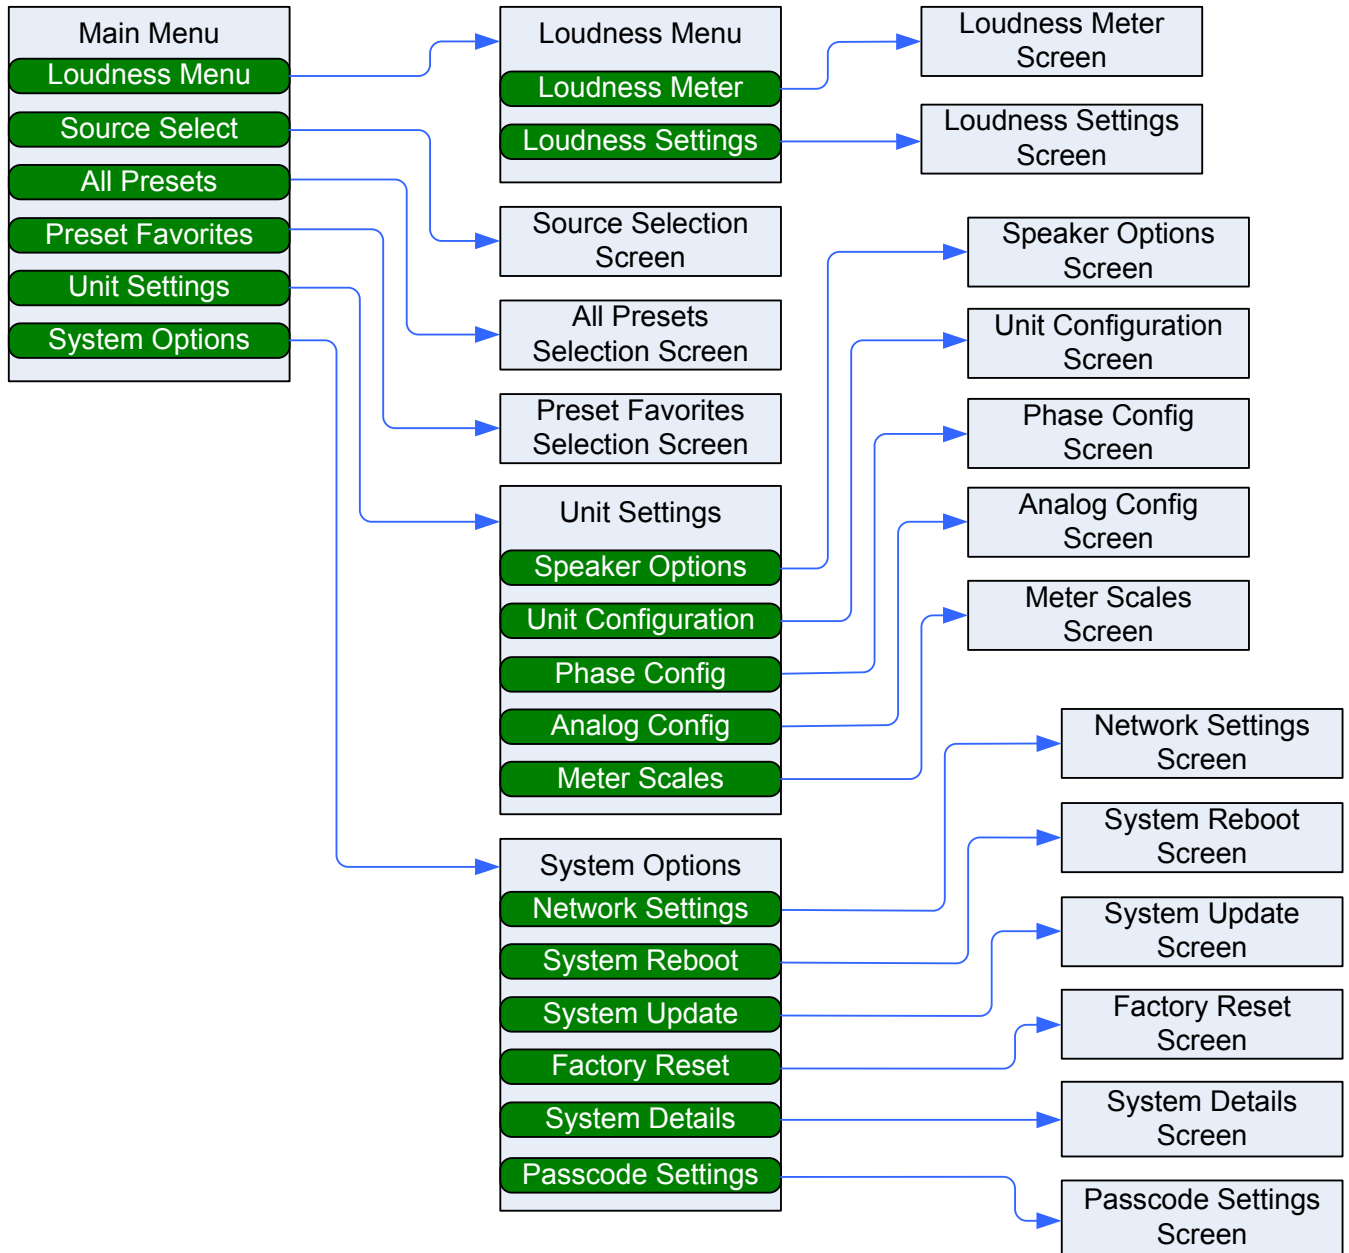 Main Menu
Loudness Menu
Source Select
All Presets
Preset Favorites
Unit Settings
System Options
Loudness Menu
Loudness Meter
Loudness Settings
Loudness Meter
Screen
Loudness Settings
Screen
Source Selection
Screen
All Presets
Selection Screen
Preset Favorites
Selection Screen
Unit Settings
Speaker Options
Unit Configuration
Phase Config
Analog Config
Meter Scales
Speaker Options
Screen
Unit Configuration
Screen
Phase Config
Screen
Analog Config
Screen
Meter Scales
Screen
System Options
Network Settings
System Reboot
System Update
Factory Reset
System Details
Passcode Settings
Network Settings
Screen
System Reboot
Screen
System Update
Screen
Factory Reset
Screen
System Details
Screen
Passcode Settings
Screen